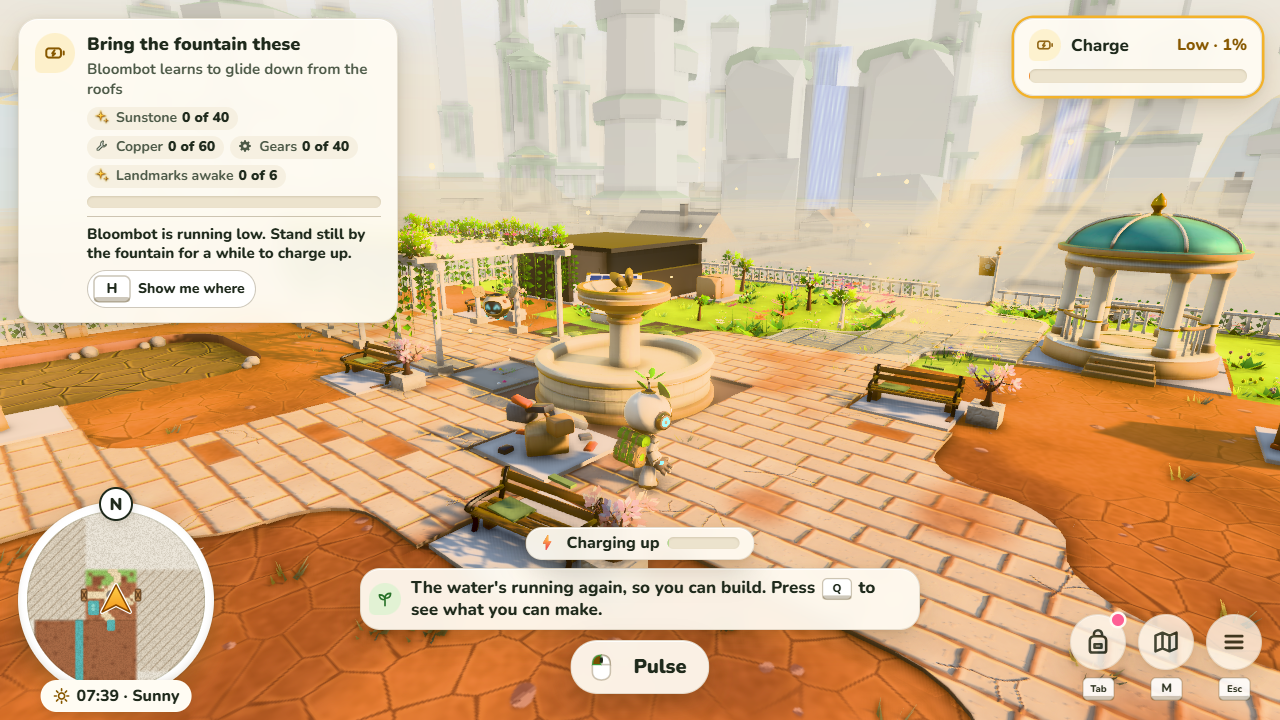 Bring the fountain these
Bloombot learns to glide down from the
roofs
Sunstone 0 of 40
Copper 0 of 60 Gears 0 of 40
Landmarks awake 0 of 6
Bloombot is running low. Stand still by
the fountain for a while to charge up.
H Show me where
Charge Low · 1%
N
07:39 · Sunny
Charging up
The water's running again, so you can build. Press Q to
see what you can make.
Pulse
Tab M Esc